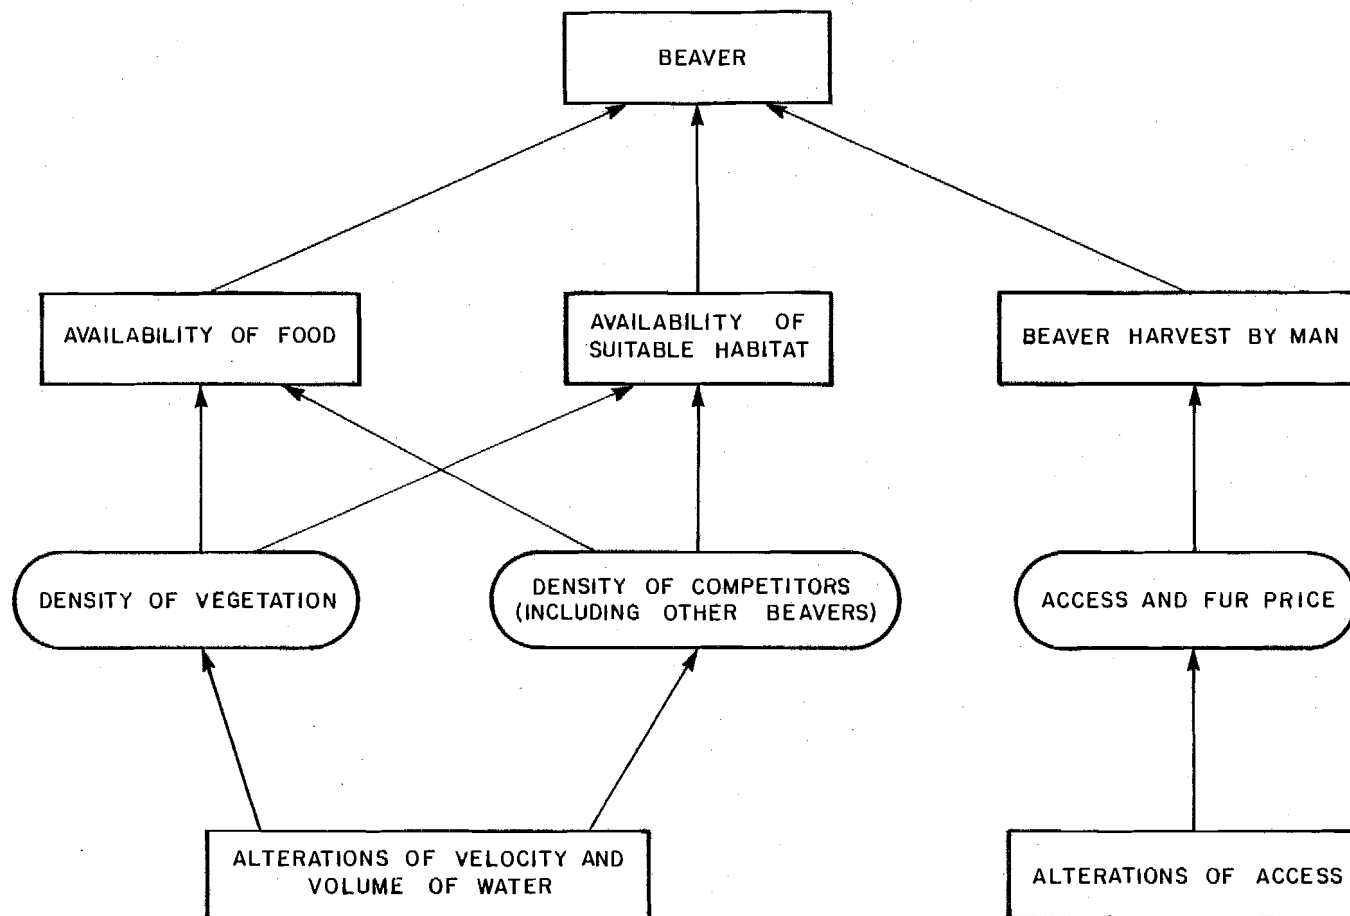 BEAVER
AVAILABILITY OF FOOD
AVAILABILITY OF
SUITABLE HABITAT
BEAVER HARVEST BY MAN
DENSITY OF VEGETATION
DENSITY OF COMPETITORS
(INCLUDING OTHER BEAVERS)
ACCESS AND FUR PRICE
ALTERATIONS OF VELOCITY AND
VOLUME OF WATER
ALTERATIONS OF ACCESS